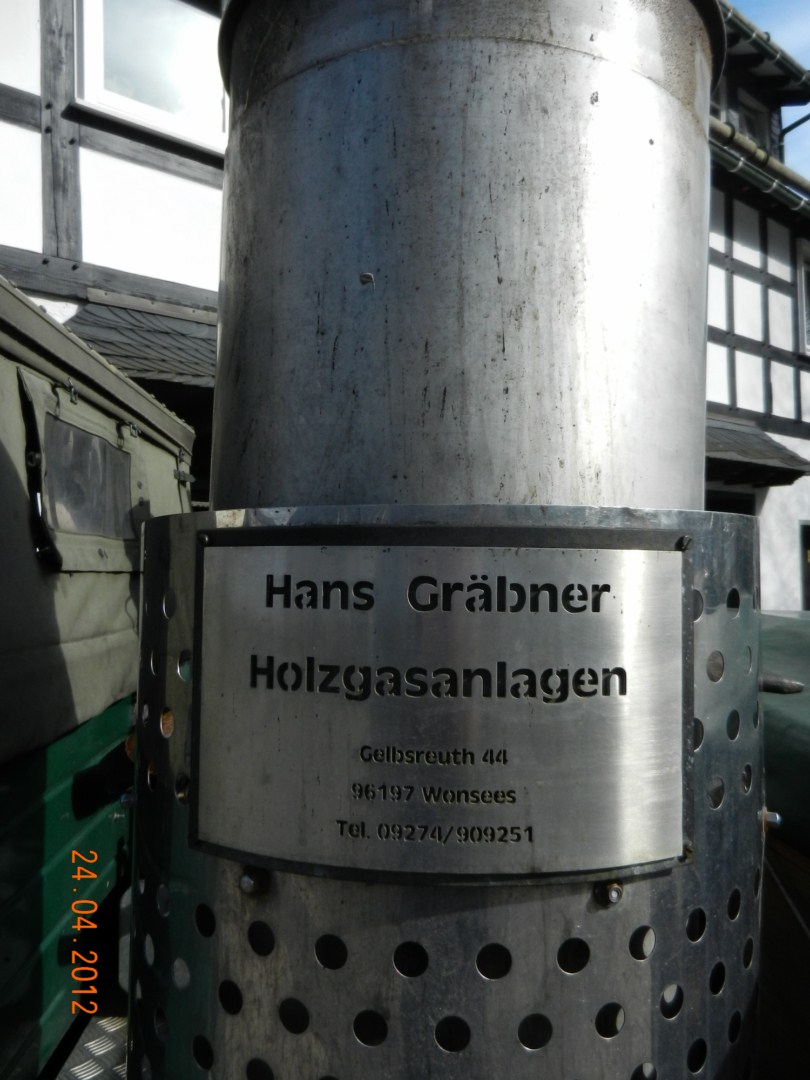 Hans Gräbner
Holzgasanlagen
Gelbsreuth 44
96197 Wonsees
Tel. 09274/909251
24.04.2012